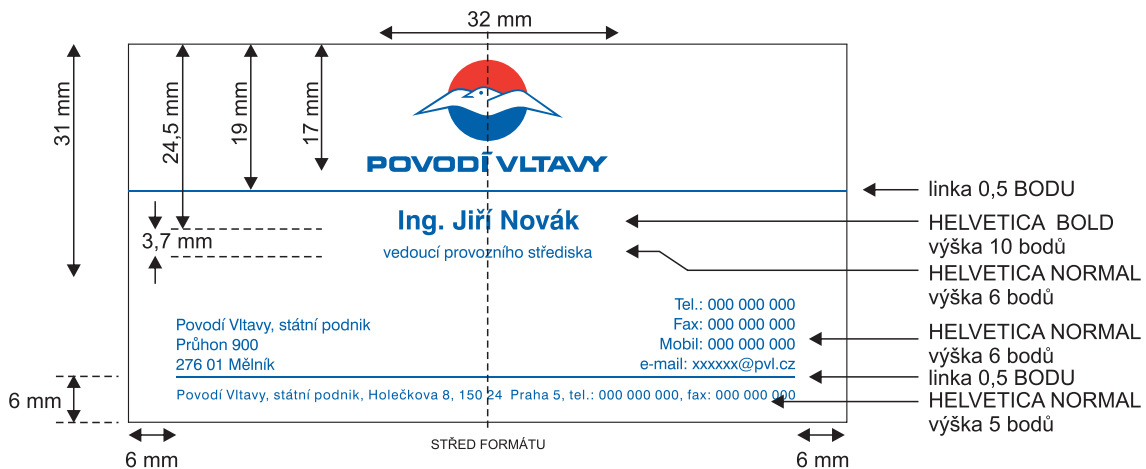 32 mm
31 mm
24,5 mm
19 mm
17 mm
POVODÍ VLTAVY
linka 0,5 BODU
Ing. Jiří Novák
HELVETICA BOLD
výška 10 bodů
3,7 mm
vedoucí provozního střediska
HELVETICA NORMAL
výška 6 bodů
Povodí Vltavy, státní podnik
Průhon 900
276 01 Mělník
Tel.: 000 000 000
Fax: 000 000 000
Mobil: 000 000 000
e-mail: xxxxxx@pvl.cz
HELVETICA NORMAL
výška 6 bodů
linka 0,5 BODU
6 mm
Povodí Vltavy, státní podnik, Holečkova 8, 150 24 Praha 5, tel.: 000 000 000, fax: 000 000 000
HELVETICA NORMAL
výška 5 bodů
6 mm
STŘED FORMÁTU
6 mm